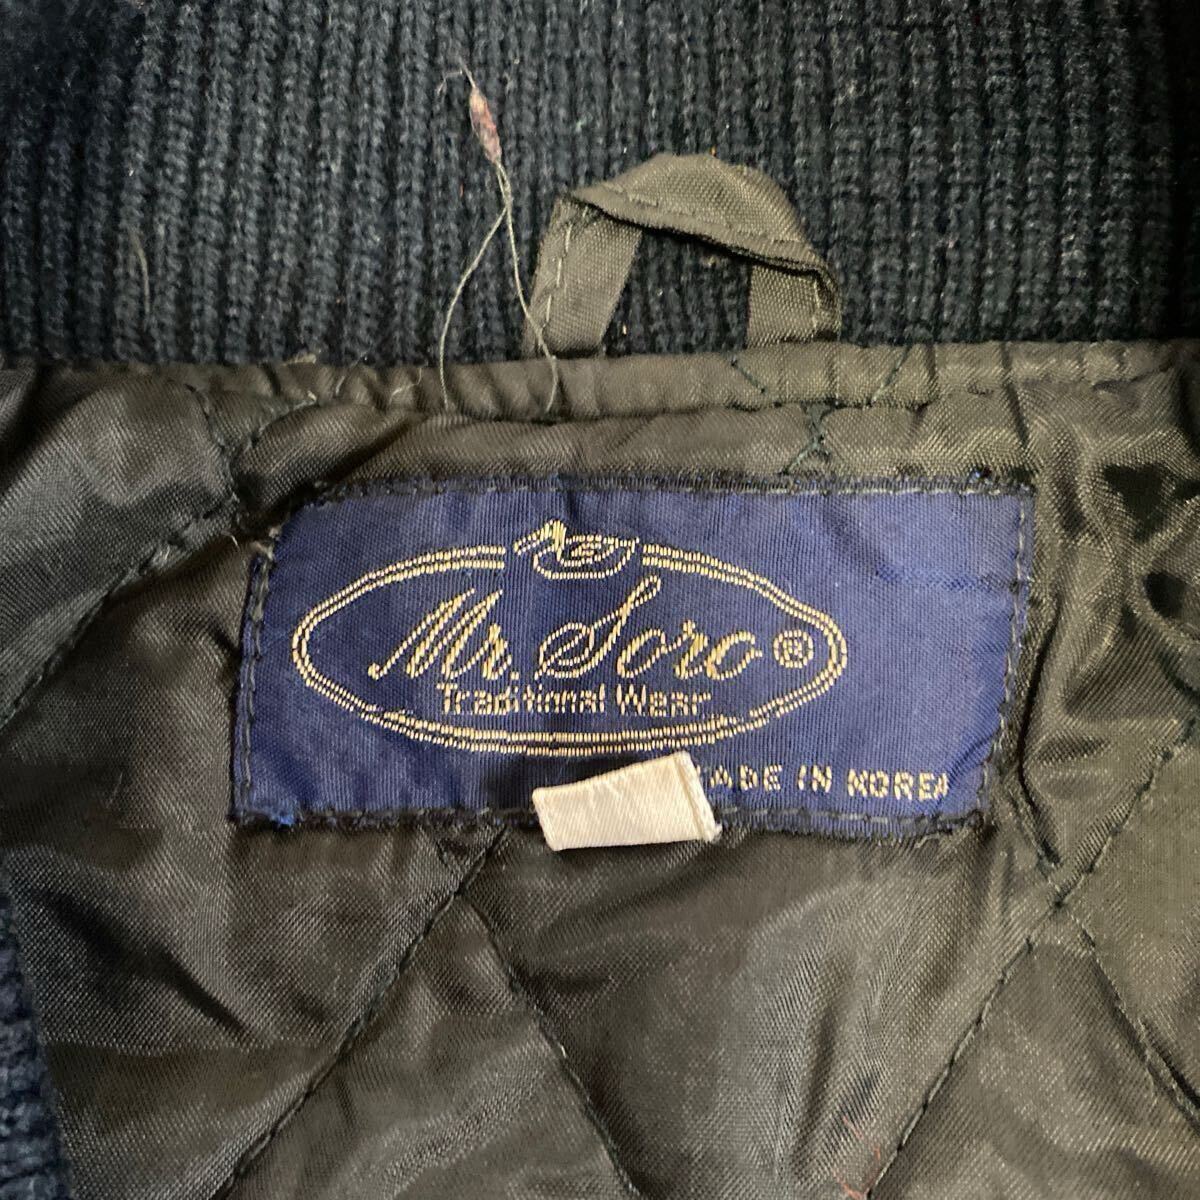 Mr. Soro ®
Traditional Wear
MADE IN KOREA